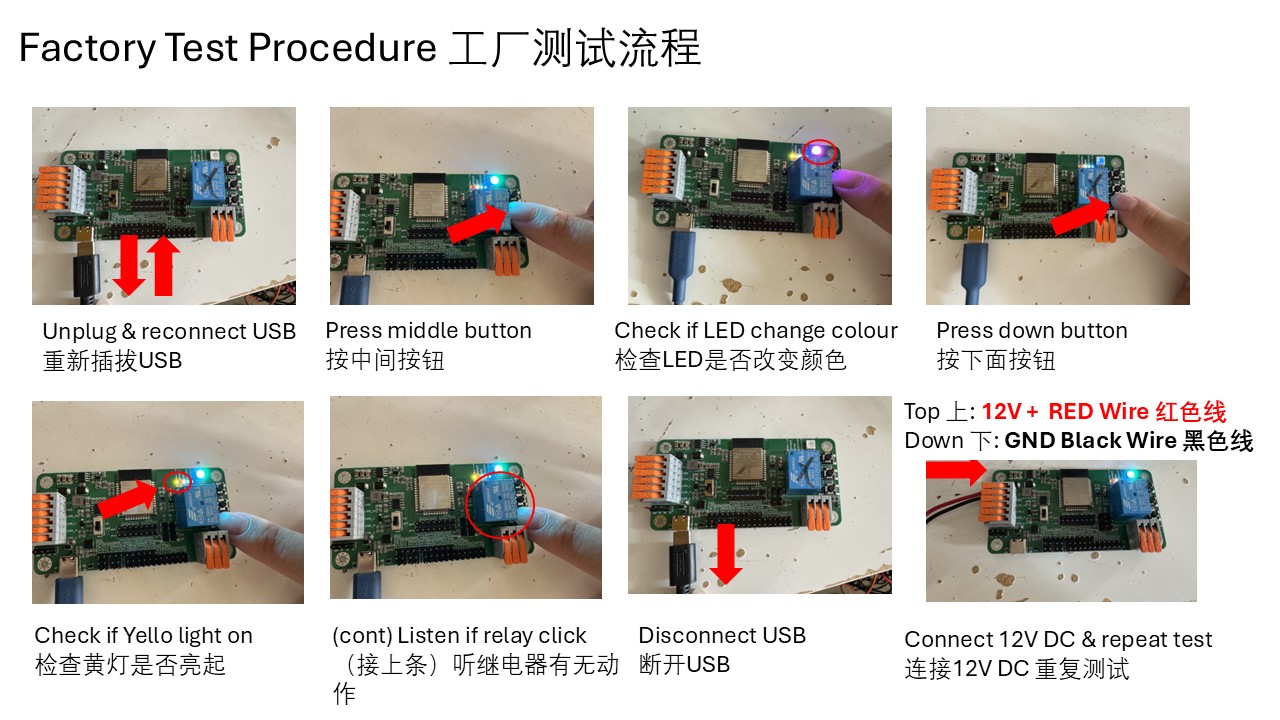 Factory Test Procedure 工厂测试流程
Unplug & reconnect USB
重新插拔USB
Press middle button
按中间按钮
Check if LED change colour
检查LED是否改变颜色
Press down button
按下面按钮
Check if Yello light on
检查黄灯是否亮起
(cont) Listen if relay click
（接上条）听继电器有无动
作
Disconnect USB
断开USB
Top 上: 12V + RED Wire 红色线
Down 下: GND Black Wire 黑色线
Connect 12V DC & repeat test
连接12V DC 重复测试